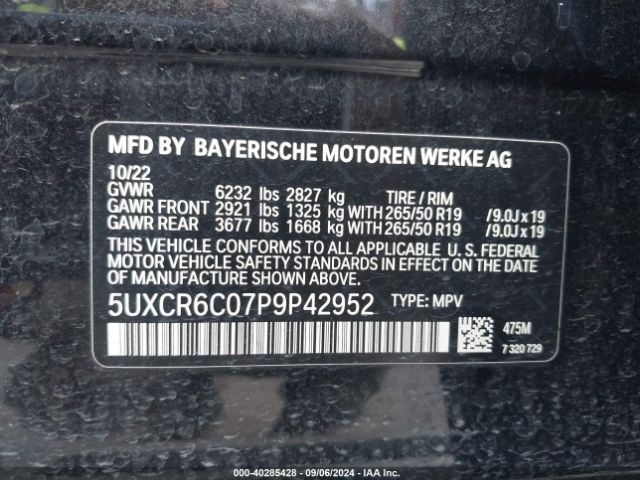 MFD BY BAYERISCHE MOTOREN WERKE AG
10/22
GVWR 6232 lbs 2827 kg TIRE / RIM
GAWR FRONT 2921 lbs 1325 kg WITH 265/50 R19 /9.0J x 19
GAWR REAR 3677 lbs 1668 kg WITH 265/50 R19 /9.0J x 19
THIS VEHICLE CONFORMS TO ALL APPLICABLE U. S. FEDERAL
MOTOR VEHICLE SAFETY STANDARDS IN EFFECT ON THE DATE
OF MANUFACTURE SHOWN ABOVE.
5UXCR6C07P9P42952 TYPE: MPV
475M
7 320 729
000-40285428 - 09/06/2024 - IAA Inc.